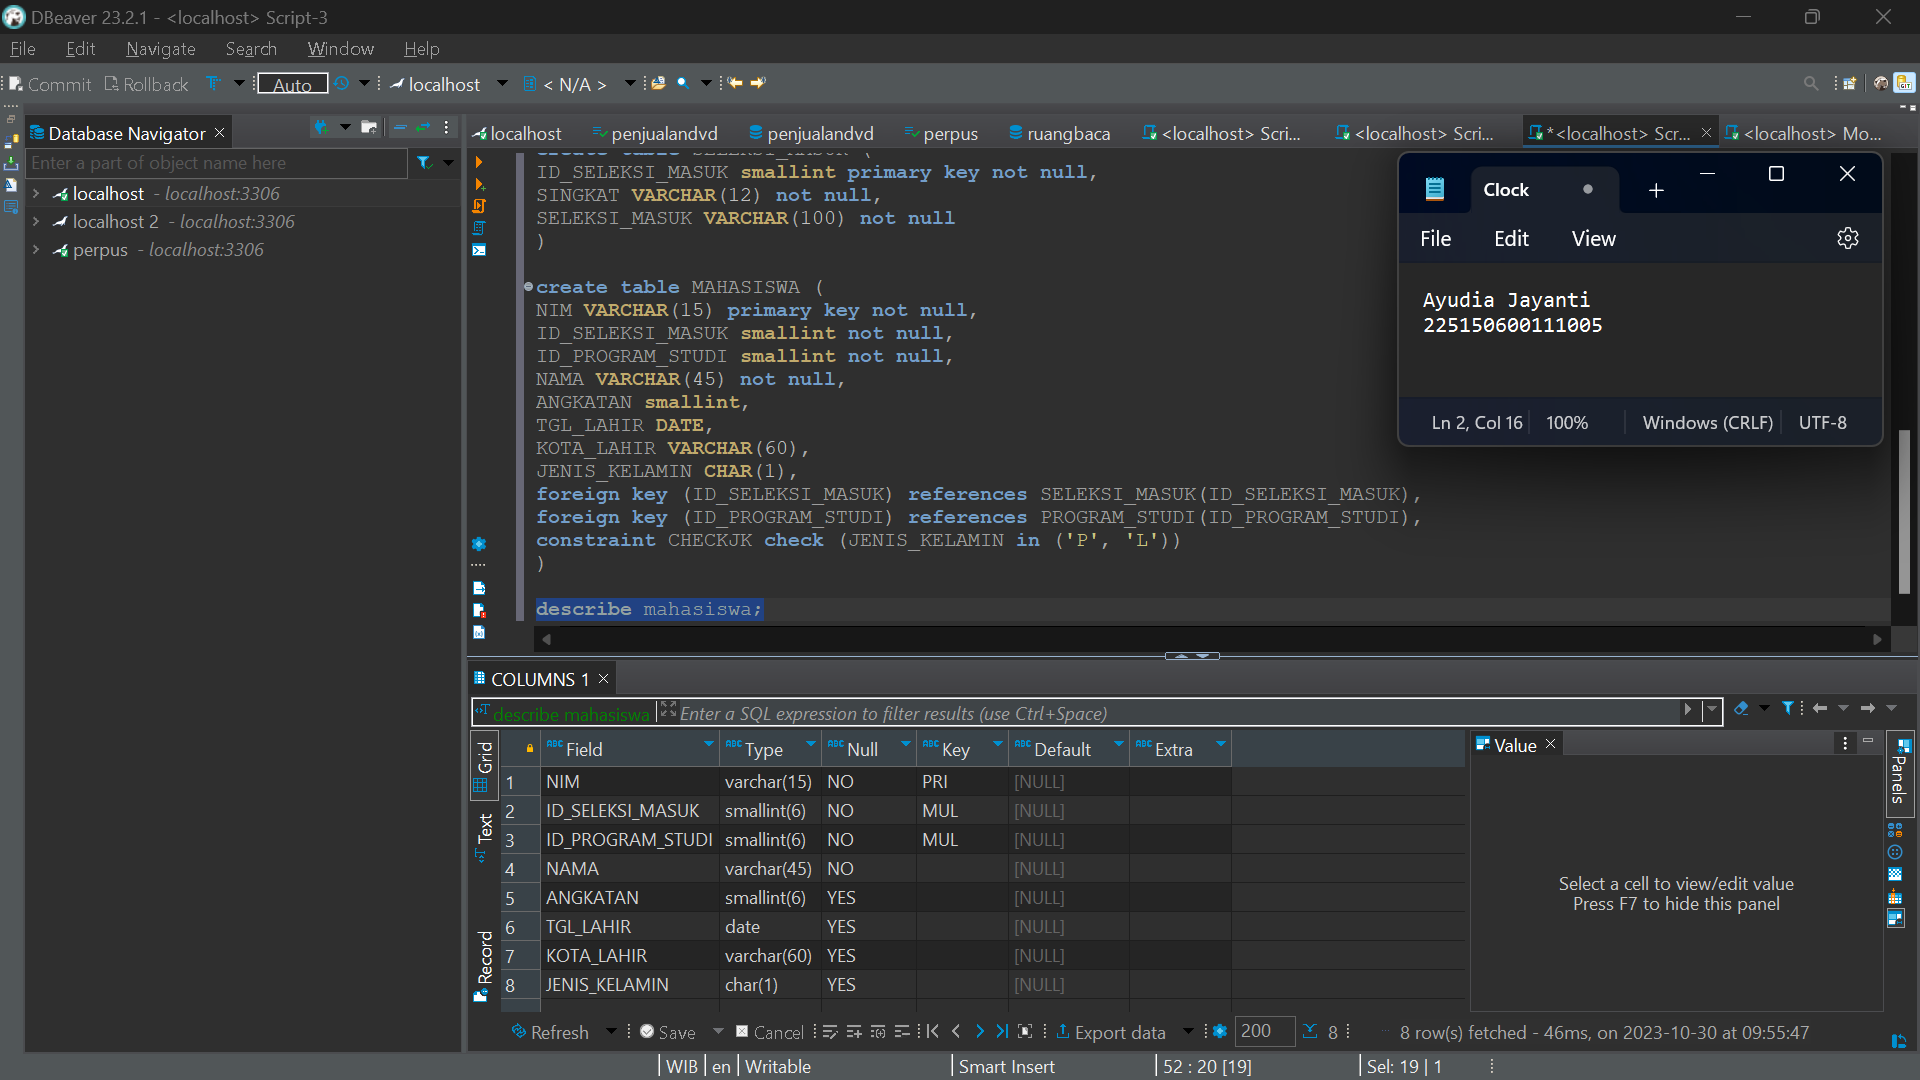 DBeaver 23.2.1 - <localhost> Script-3
File Edit Navigate Search Window Help
Commit Rollback Auto localhost < N/A >
Database Navigator
Enter a part of object name here
localhost - localhost:3306
localhost 2 - localhost:3306
perpus - localhost:3306
localhost penjualandvd penjualandvd perpus ruangbaca <localhost> Scri... <localhost> Scri... *<localhost> Scr... <localhost> Mo...
ID_SELEKSI_MASUK smallint primary key not null,
SINGKAT VARCHAR(12) not null,
SELEKSI_MASUK VARCHAR(100) not null
)
create table MAHASISWA (
NIM VARCHAR(15) primary key not null,
ID_SELEKSI_MASUK smallint not null,
ID_PROGRAM_STUDI smallint not null,
NAMA VARCHAR(45) not null,
ANGKATAN smallint,
TGL_LAHIR DATE,
KOTA_LAHIR VARCHAR(60),
JENIS_KELAMIN CHAR(1),
foreign key (ID_SELEKSI_MASUK) references SELEKSI_MASUK(ID_SELEKSI_MASUK),
foreign key (ID_PROGRAM_STUDI) references PROGRAM_STUDI(ID_PROGRAM_STUDI),
constraint CHECKJK check (JENIS_KELAMIN in ('P', 'L'))
)
describe mahasiswa;
Clock
File Edit View
Ayudia Jayanti
225150600111005
Ln 2, Col 16 100% Windows (CRLF) UTF-8
COLUMNS 1
describe mahasiswa Enter a SQL expression to filter results (use Ctrl+Space)
Grid
Text
Record
Field Type Null Key Default Extra
1 NIM varchar(15) NO PRI [NULL]
2 ID_SELEKSI_MASUK smallint(6) NO MUL [NULL]
3 ID_PROGRAM_STUDI smallint(6) NO MUL [NULL]
4 NAMA varchar(45) NO [NULL]
5 ANGKATAN smallint(6) YES [NULL]
6 TGL_LAHIR date YES [NULL]
7 KOTA_LAHIR varchar(60) YES [NULL]
8 JENIS_KELAMIN char(1) YES [NULL]
Value
Select a cell to view/edit value
Press F7 to hide this panel
Panels
Refresh Save Cancel Export data 200 8 8 row(s) fetched - 46ms, on 2023-10-30 at 09:55:47
WIB en Writable Smart Insert 52 : 20 [19] Sel: 19 | 1